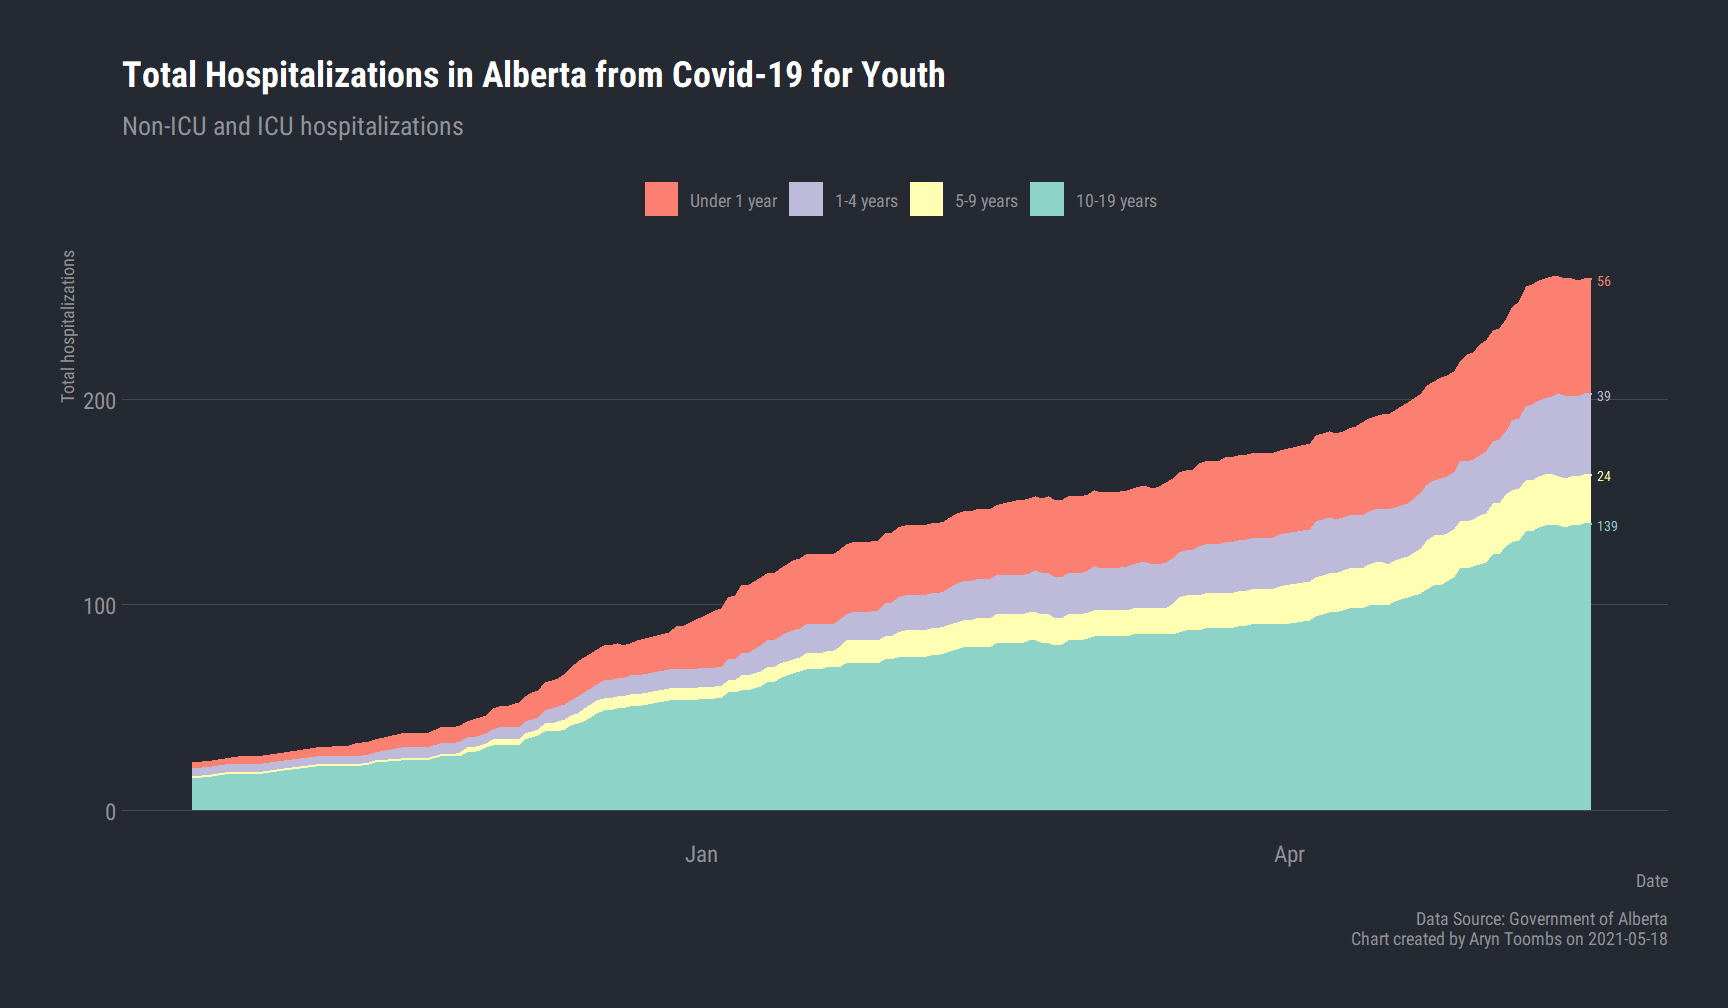 Total Hospitalizations in Alberta from Covid-19 for Youth
Non-ICU and ICU hospitalizations
Under 1 year 1-4 years 5-9 years 10-19 years
Total hospitalizations
56
200
39
24
139
100
0
Jan Apr
Date
Data Source: Government of Alberta
Chart created by Aryn Toombs on 2021-05-18